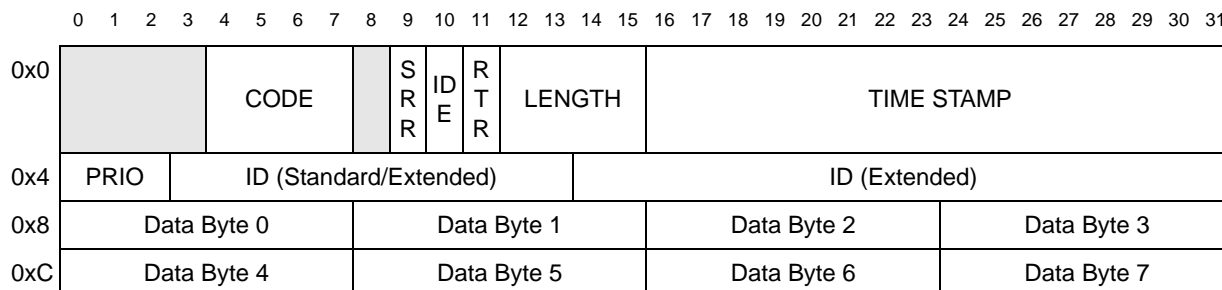 0 1 2 3 4 5 6 7 8 9 10 11 12 13 14 15 16 17 18 19 20 21 22 23 24 25 26 27 28 29 30 31
0x0 CODE SRR IDE RTR LENGTH TIME STAMP
0x4 PRIO ID (Standard/Extended) ID (Extended)
0x8 Data Byte 0 Data Byte 1 Data Byte 2 Data Byte 3
0xC Data Byte 4 Data Byte 5 Data Byte 6 Data Byte 7